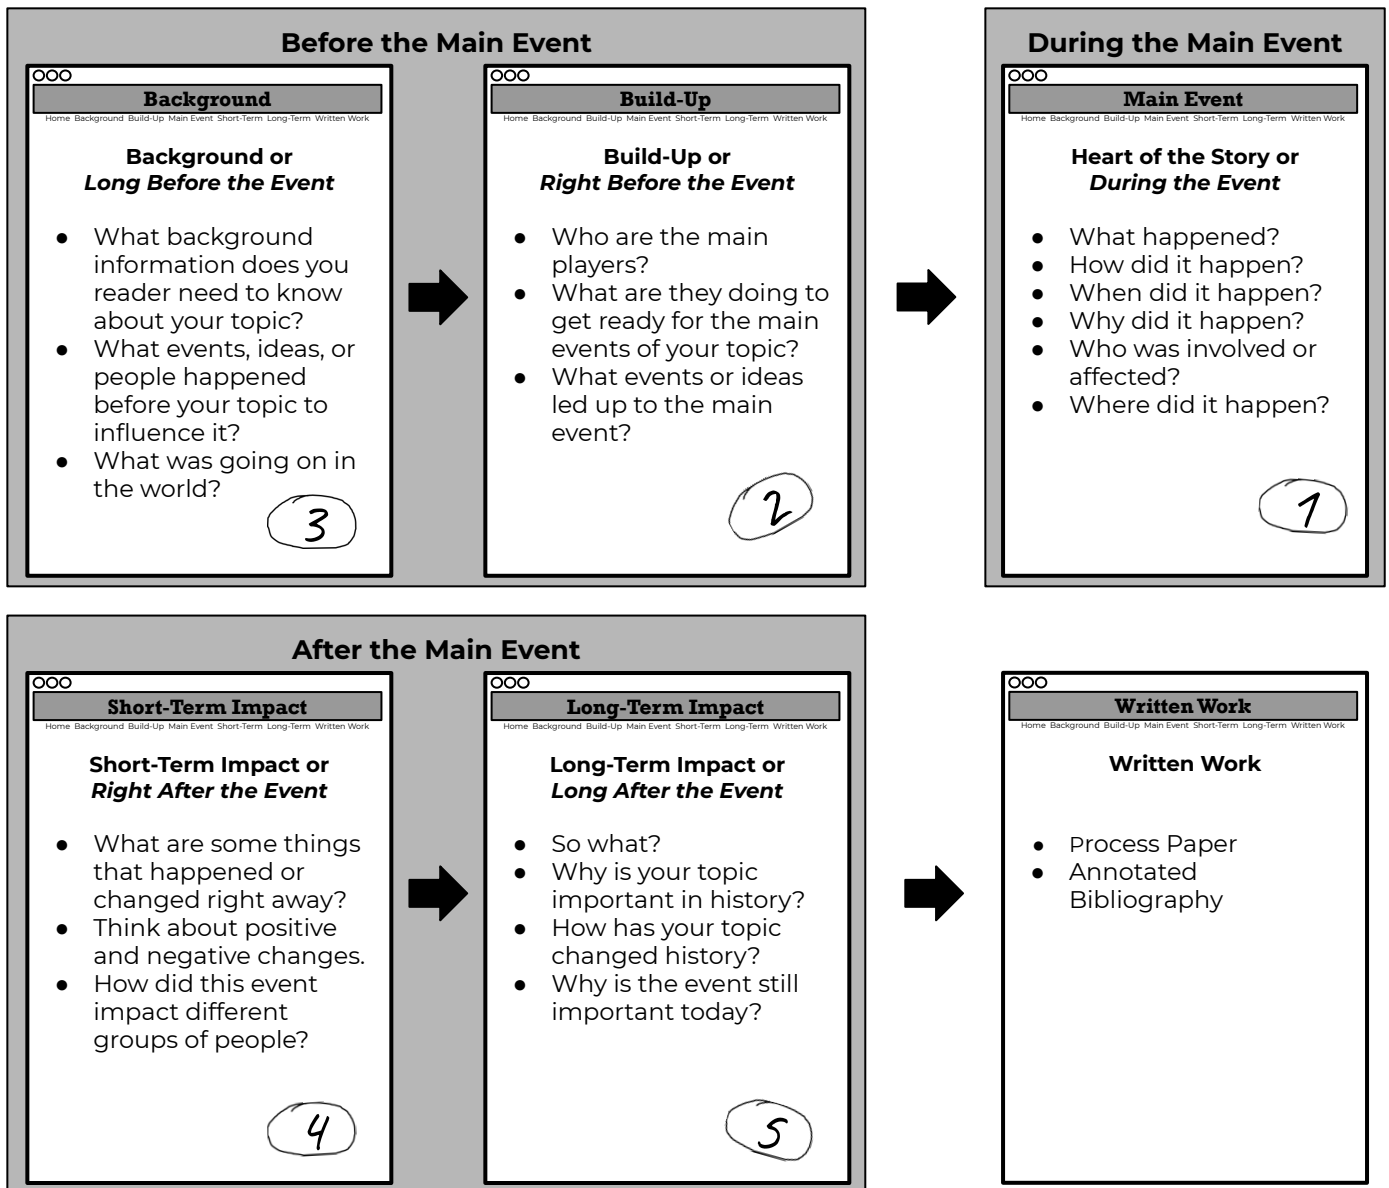 Before the Main Event
Background
Home Background Build-Up Main Event Short-Term Long-Term Written Work
Background or
Long Before the Event
● What background
information does you
reader need to know
about your topic?
● What events, ideas, or
people happened
before your topic to
influence it?
● What was going on in
the world?
3
Build-Up
Home Background Build-Up Main Event Short-Term Long-Term Written Work
Build-Up or
Right Before the Event
● Who are the main
players?
● What are they doing to
get ready for the main
events of your topic?
● What events or ideas
led up to the main
event?
2
During the Main Event
Main Event
Home Background Build-Up Main Event Short-Term Long-Term Written Work
Heart of the Story or
During the Event
● What happened?
● How did it happen?
● When did it happen?
● Why did it happen?
● Who was involved or
affected?
● Where did it happen?
1
After the Main Event
Short-Term Impact
Home Background Build-Up Main Event Short-Term Long-Term Written Work
Short-Term Impact or
Right After the Event
● What are some things
that happened or
changed right away?
● Think about positive
and negative changes.
● How did this event
impact different
groups of people?
4
Long-Term Impact
Home Background Build-Up Main Event Short-Term Long-Term Written Work
Long-Term Impact or
Long After the Event
● So what?
● Why is your topic
important in history?
● How has your topic
changed history?
● Why is the event still
important today?
5
Written Work
Home Background Build-Up Main Event Short-Term Long-Term Written Work
Written Work
● Process Paper
● Annotated
Bibliography